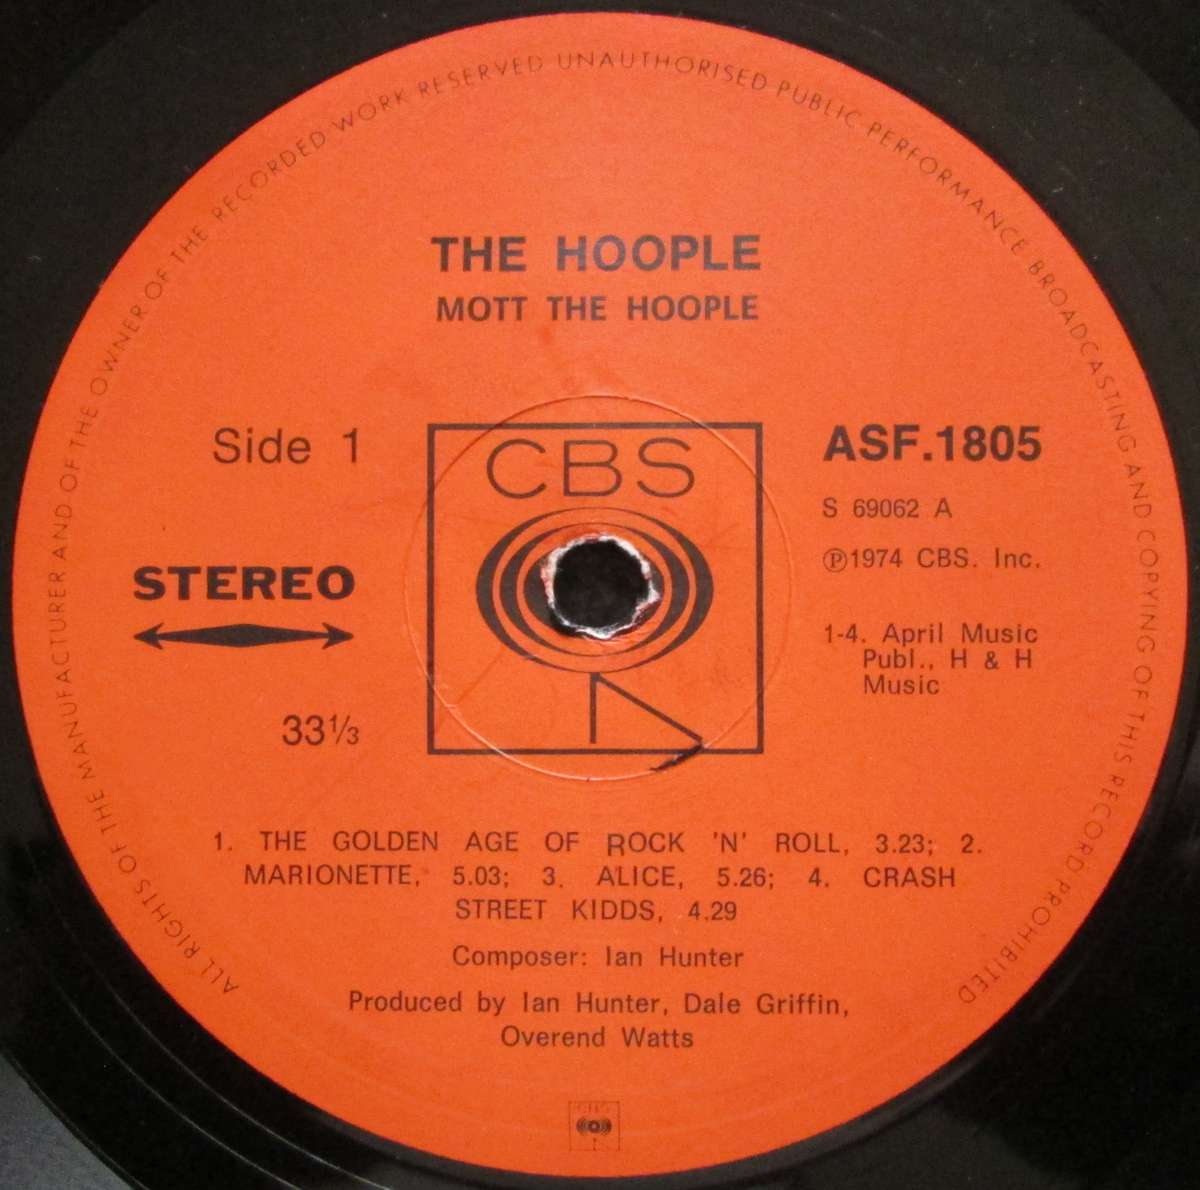 ALL RIGHTS OF THE MANUFACTURER AND OF THE OWNER OF THE RECORDED WORK RESERVED UNAUTHORISED PUBLIC PERFORMANCE BROADCASTING AND COPYING OF THIS RECORD PROHIBITED
THE HOOPLE
MOTT THE HOOPLE
Side 1
CBS
ASF.1805
S 69062 A
℗1974 CBS. Inc.
STEREO
1-4. April Music
Publ., H & H
Music
33⅓
1. THE GOLDEN AGE OF ROCK 'N' ROLL, 3.23; 2.
MARIONETTE, 5.03; 3. ALICE, 5.26; 4. CRASH
STREET KIDDS, 4.29
Composer: Ian Hunter
Produced by Ian Hunter, Dale Griffin,
Overend Watts
CBS